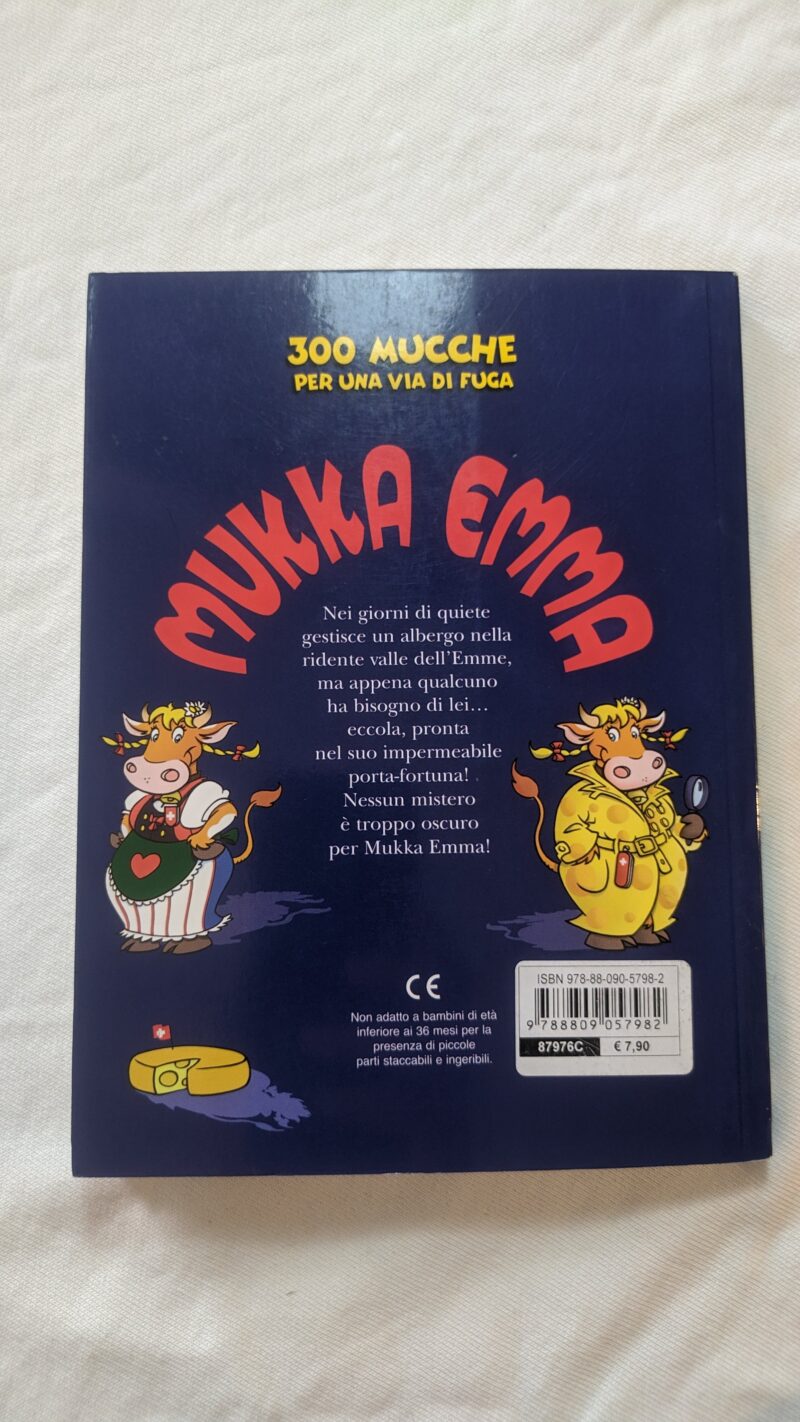 300 MUCCHE
PER UNA VIA DI FUGA
MUKKA EMMA
Nei giorni di quiete
gestisce un albergo nella
ridente valle dell'Emme,
ma appena qualcuno
ha bisogno di lei…
eccola, pronta
nel suo impermeabile
porta-fortuna!
Nessun mistero
è troppo oscuro
per Mukka Emma!
CE
Non adatto a bambini di età
inferiore ai 36 mesi per la
presenza di piccole
parti staccabili e ingeribili.
ISBN 978-88-090-5798-2
9 788809 057982
87976C € 7,90